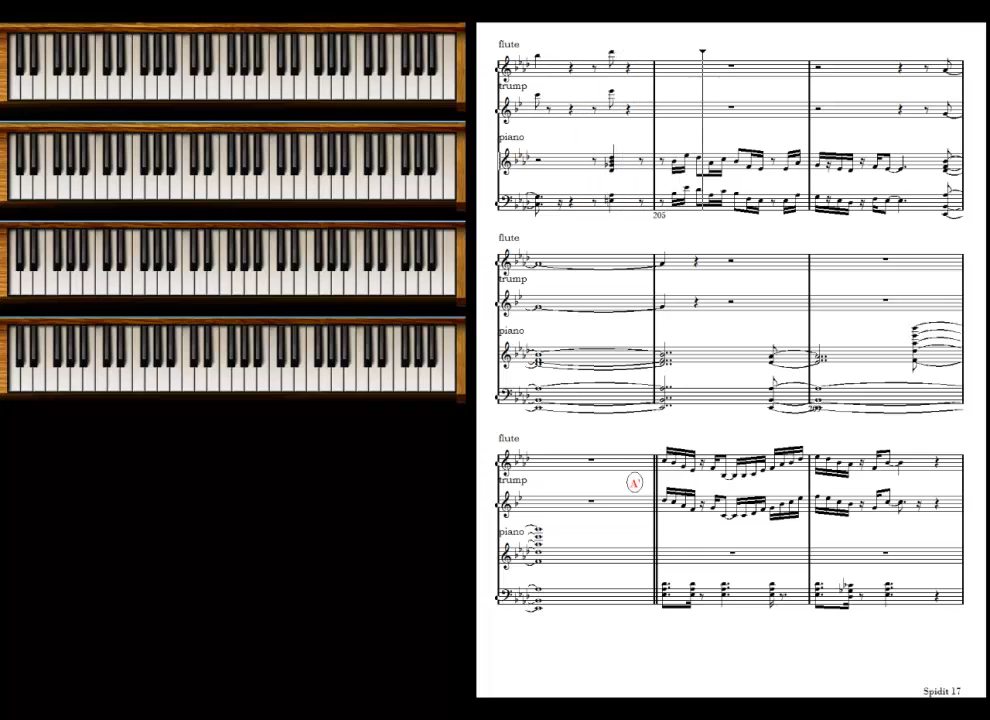 flute
trump
piano
205
flute
trump
piano
flute
trump
A'
piano
Spidit 17